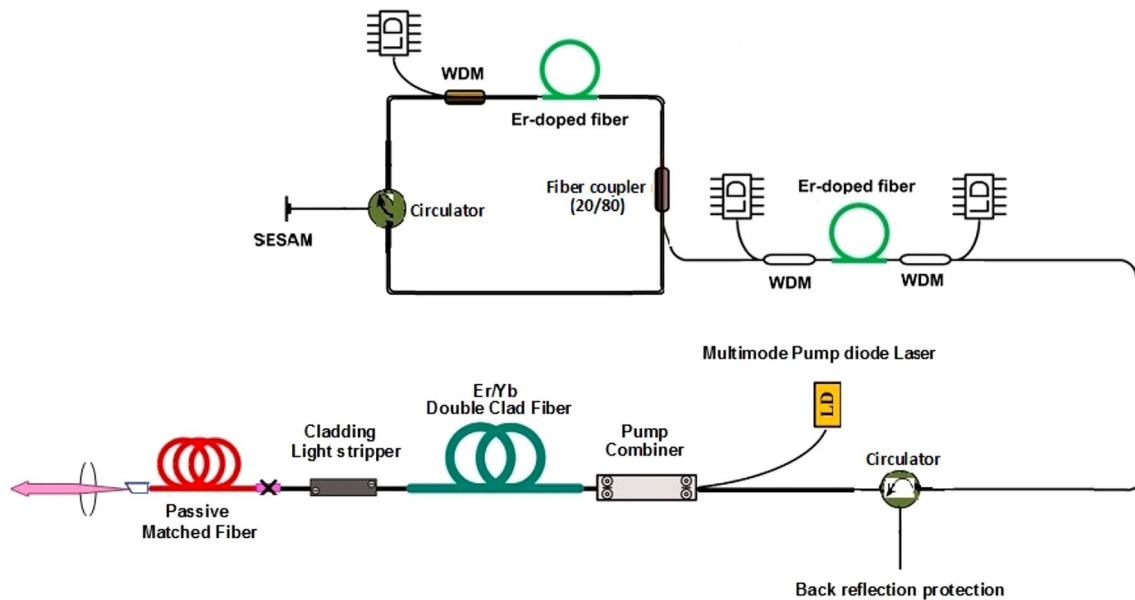 LD
WDM
Er-doped fiber
Fiber coupler
(20/80)
Circulator
SESAM
LD
Er-doped fiber
LD
WDM
WDM
Multimode Pump diode Laser
LD
Er/Yb
Double Clad Fiber
Cladding
Light stripper
Pump
Combiner
Circulator
Passive
Matched Fiber
Back reflection protection